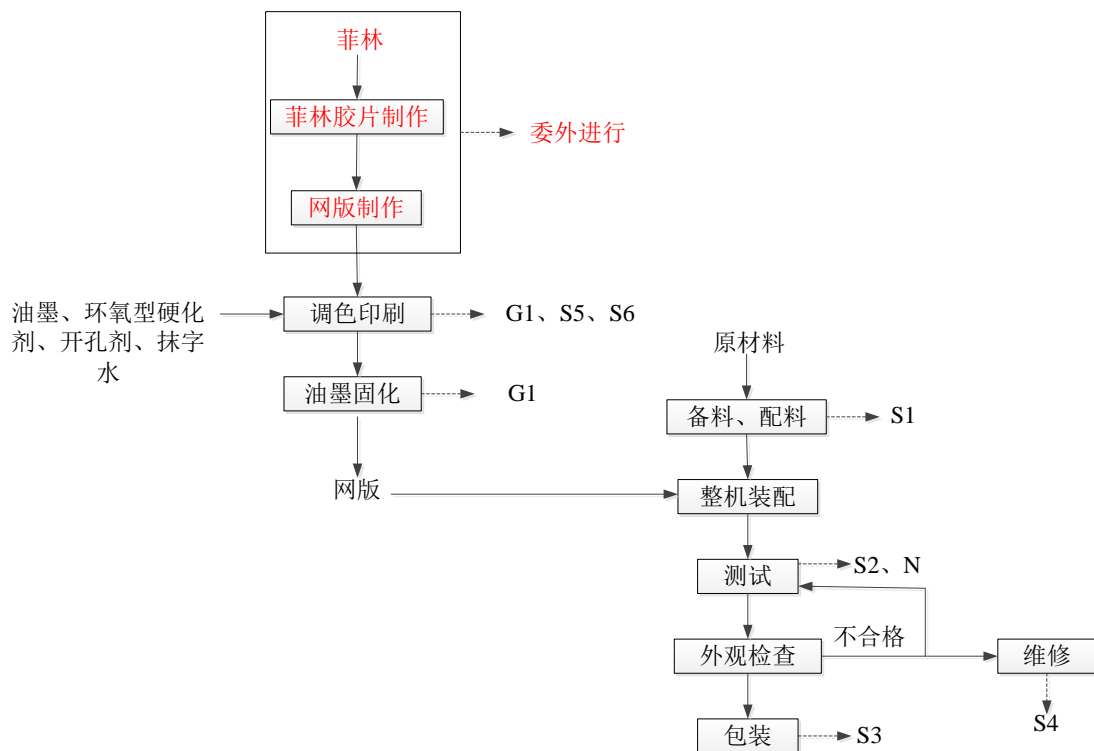 菲林
菲林胶片制作
委外进行
网版制作
油墨、环氧型硬化
剂、开孔剂、抹字
水
调色印刷
G1、S5、S6
油墨固化
G1
网版
原材料
备料、配料
S1
整机装配
测试
S2、N
外观检查
不合格
维修
S4
包装
S3